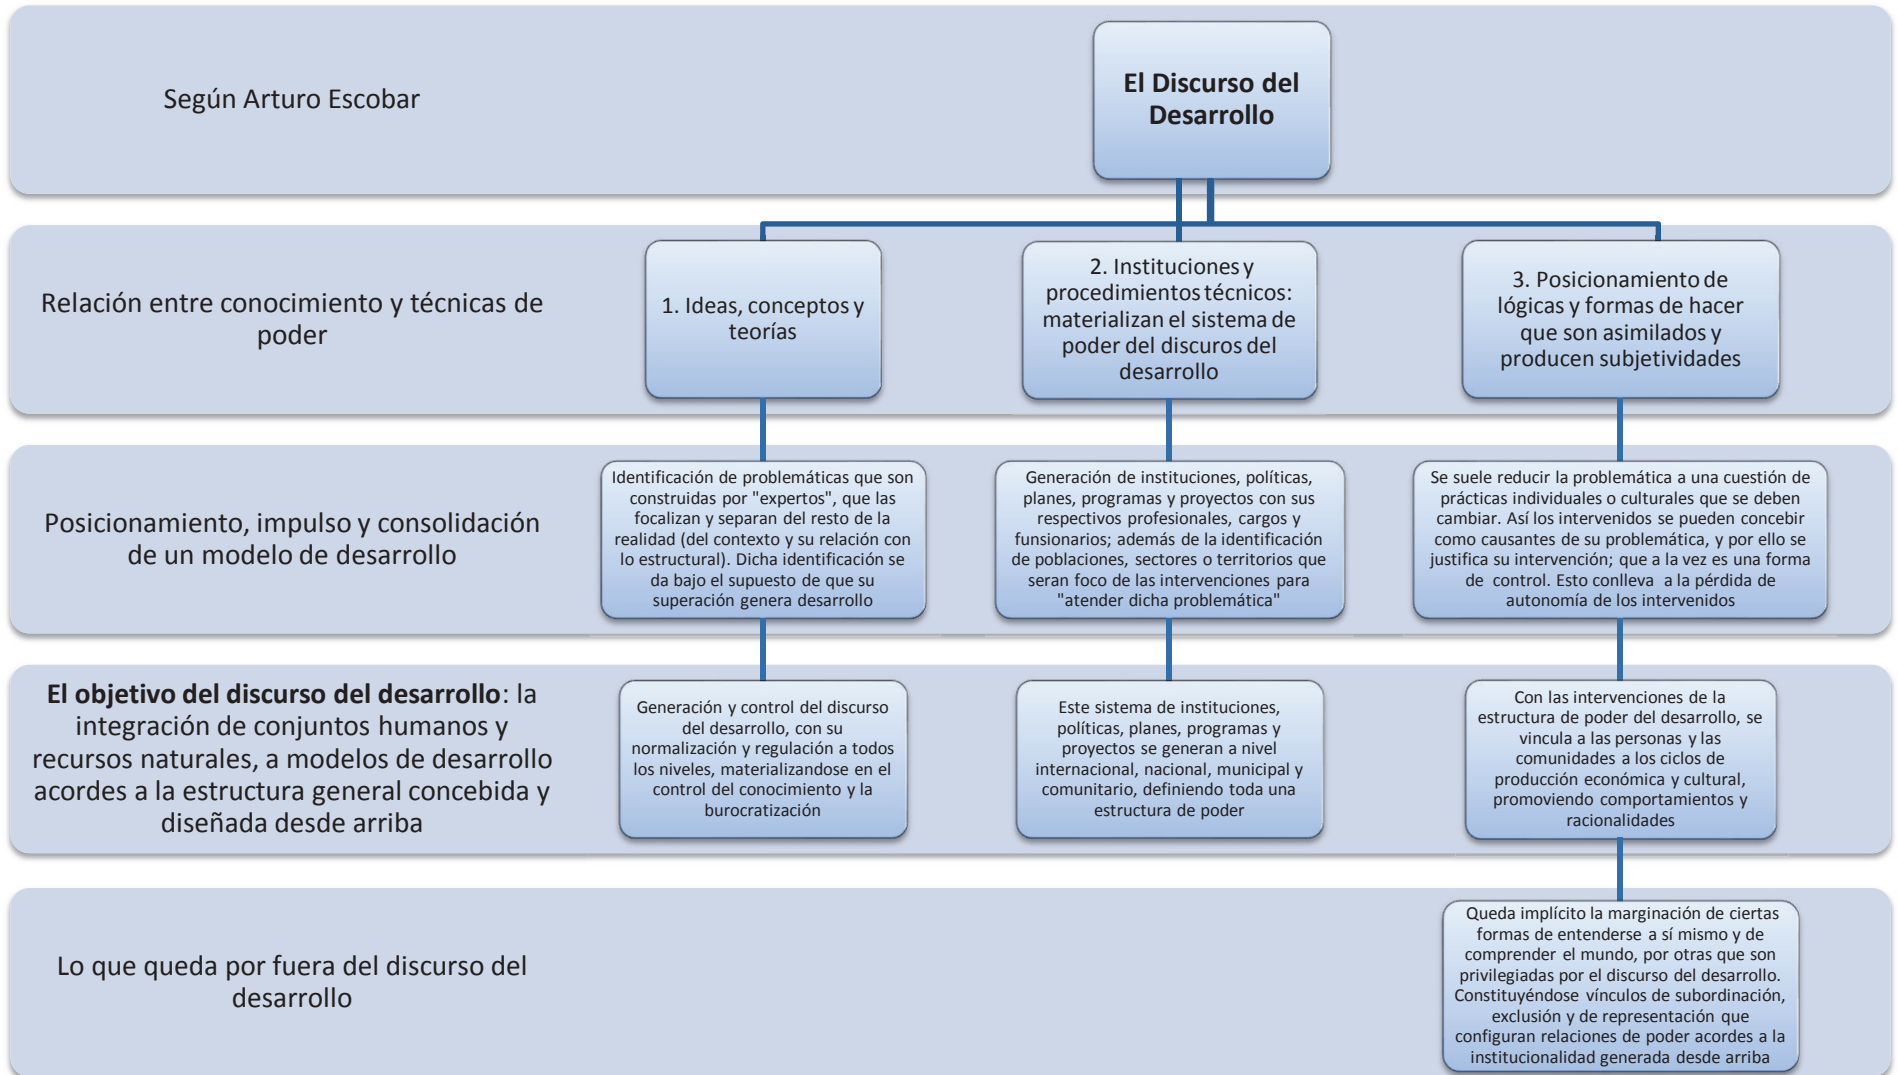 Según Arturo Escobar
El Discurso del
Desarrollo
Relación entre conocimiento y técnicas de
poder
1. Ideas, conceptos y
teorías
2. Instituciones y
procedimientos técnicos:
materializan el sistema de
poder del discuros del
desarrollo
3. Posicionamiento de
lógicas y formas de hacer
que son asimilados y
producen subjetividades
Posicionamiento, impulso y consolidación
de un modelo de desarrollo
Identificación de problemáticas que son
construidas por "expertos", que las
focalizan y separan del resto de la
realidad (del contexto y su relación con
lo estructural). Dicha identificación se
da bajo el supuesto de que su
superación genera desarrollo
Generación de instituciones, políticas,
planes, programas y proyectos con sus
respectivos profesionales, cargos y
funsionarios; además de la identificación
de poblaciones, sectores o territorios que
seran foco de las intervenciones para
"atender dicha problemática"
Se suele reducir la problemática a una cuestión de
prácticas individuales o culturales que se deben
cambiar. Así los intervenidos se pueden concebir
como causantes de su problemática, y por ello se
justifica su intervención; que a la vez es una forma
de control. Esto conlleva a la pérdida de
autonomía de los intervenidos
El objetivo del discurso del desarrollo: la
integración de conjuntos humanos y
recursos naturales, a modelos de desarrollo
acordes a la estructura general concebida y
diseñada desde arriba
Generación y control del discurso
del desarrollo, con su
normalización y regulación a todos
los niveles, materializandose en el
control del conocimiento y la
burocratización
Este sistema de instituciones,
políticas, planes, programas y
proyectos se generan a nivel
internacional, nacional, municipal y
comunitario, definiendo toda una
estructura de poder
Con las intervenciones de la
estructura de poder del desarrollo, se
vincula a las personas y las
comunidades a los ciclos de
producción económica y cultural,
promoviendo comportamientos y
racionalidades
Lo que queda por fuera del discurso del
desarrollo
Queda implícito la marginación de ciertas
formas de entenderse a sí mismo y de
comprender el mundo, por otras que son
privilegiadas por el discurso del desarrollo.
Constituyéndose vínculos de subordinación,
exclusión y de representación que
configuran relaciones de poder acordes a la
institucionalidad generada desde arriba